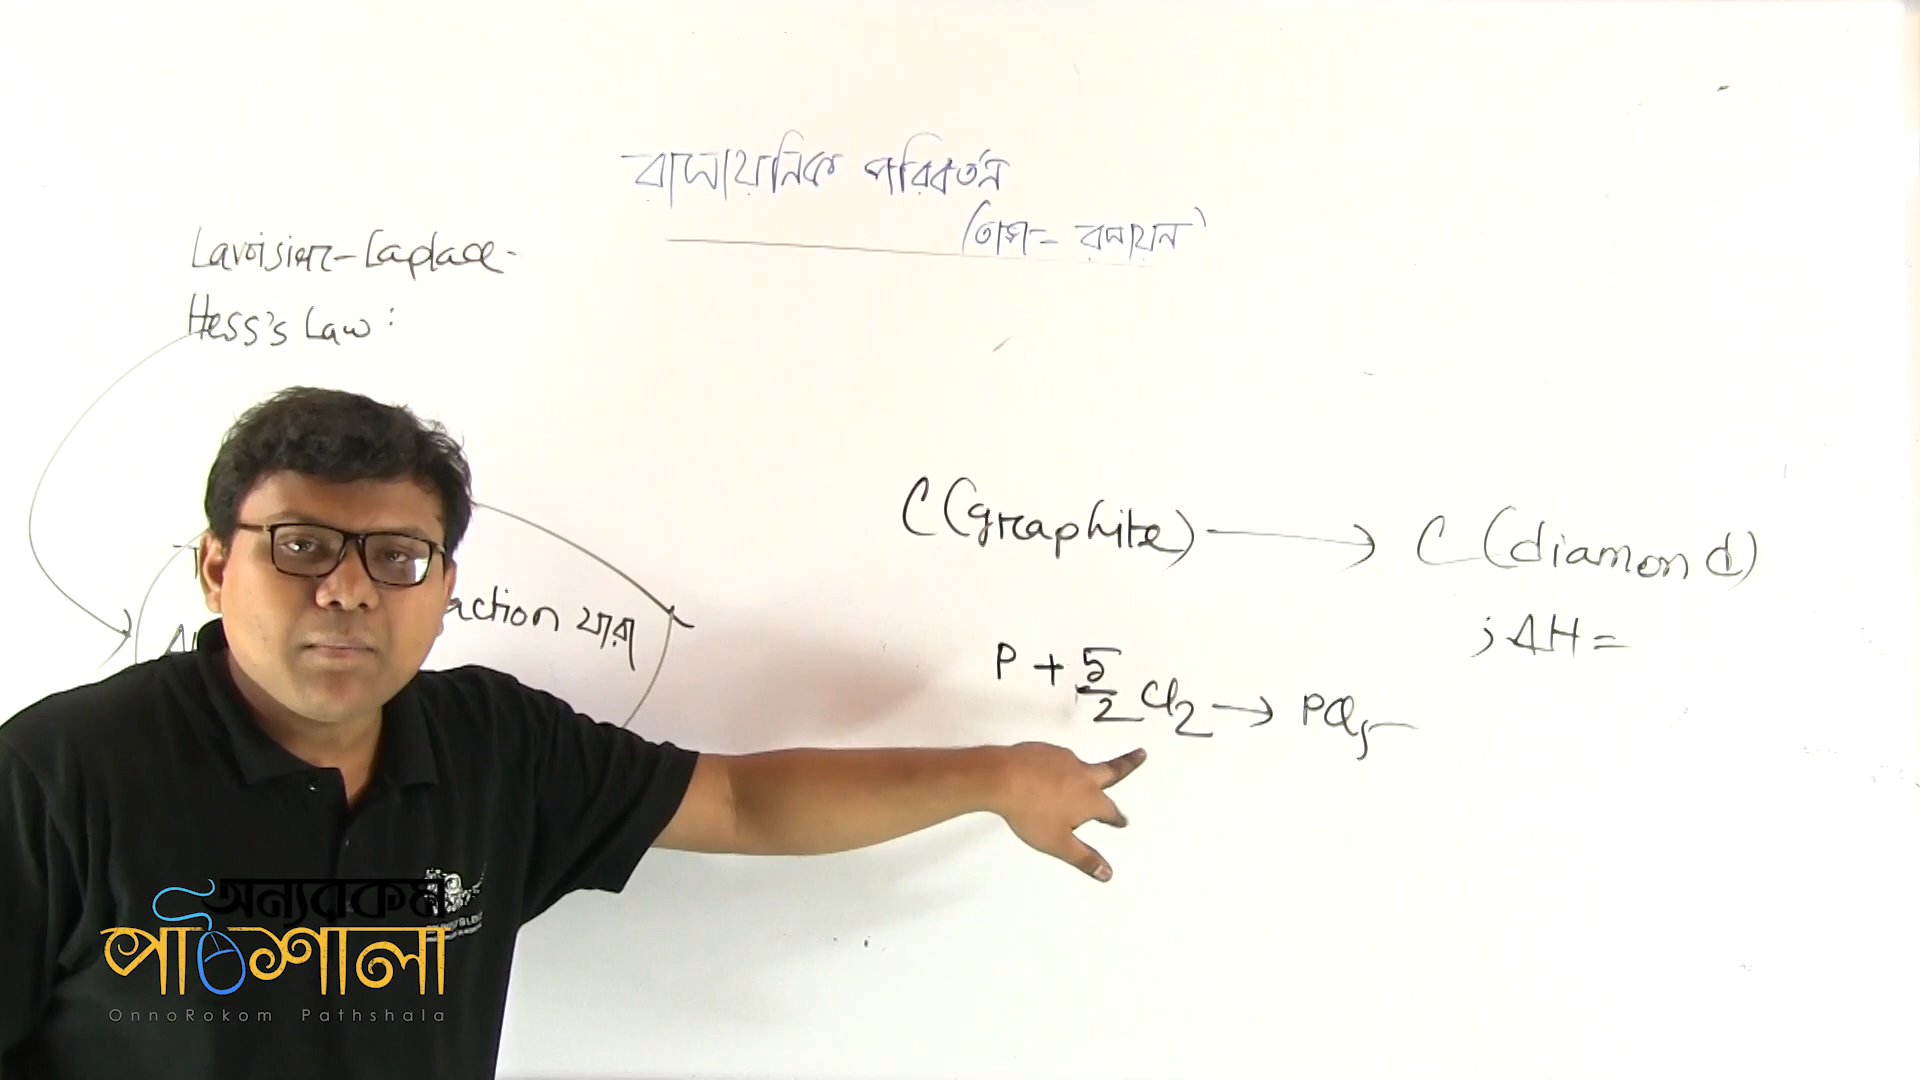 রাসায়নিক পরিবর্তন
(তাপ- রসায়ন)
Lavoisier-Laplace-
Hess's Law:
C(graphite) → C (diamond)
; ΔH =
action যারা
P + 5/2 Cl2 → PCl5
অন্যরকম
পাঠশালা
OnnoRokom Pathshala